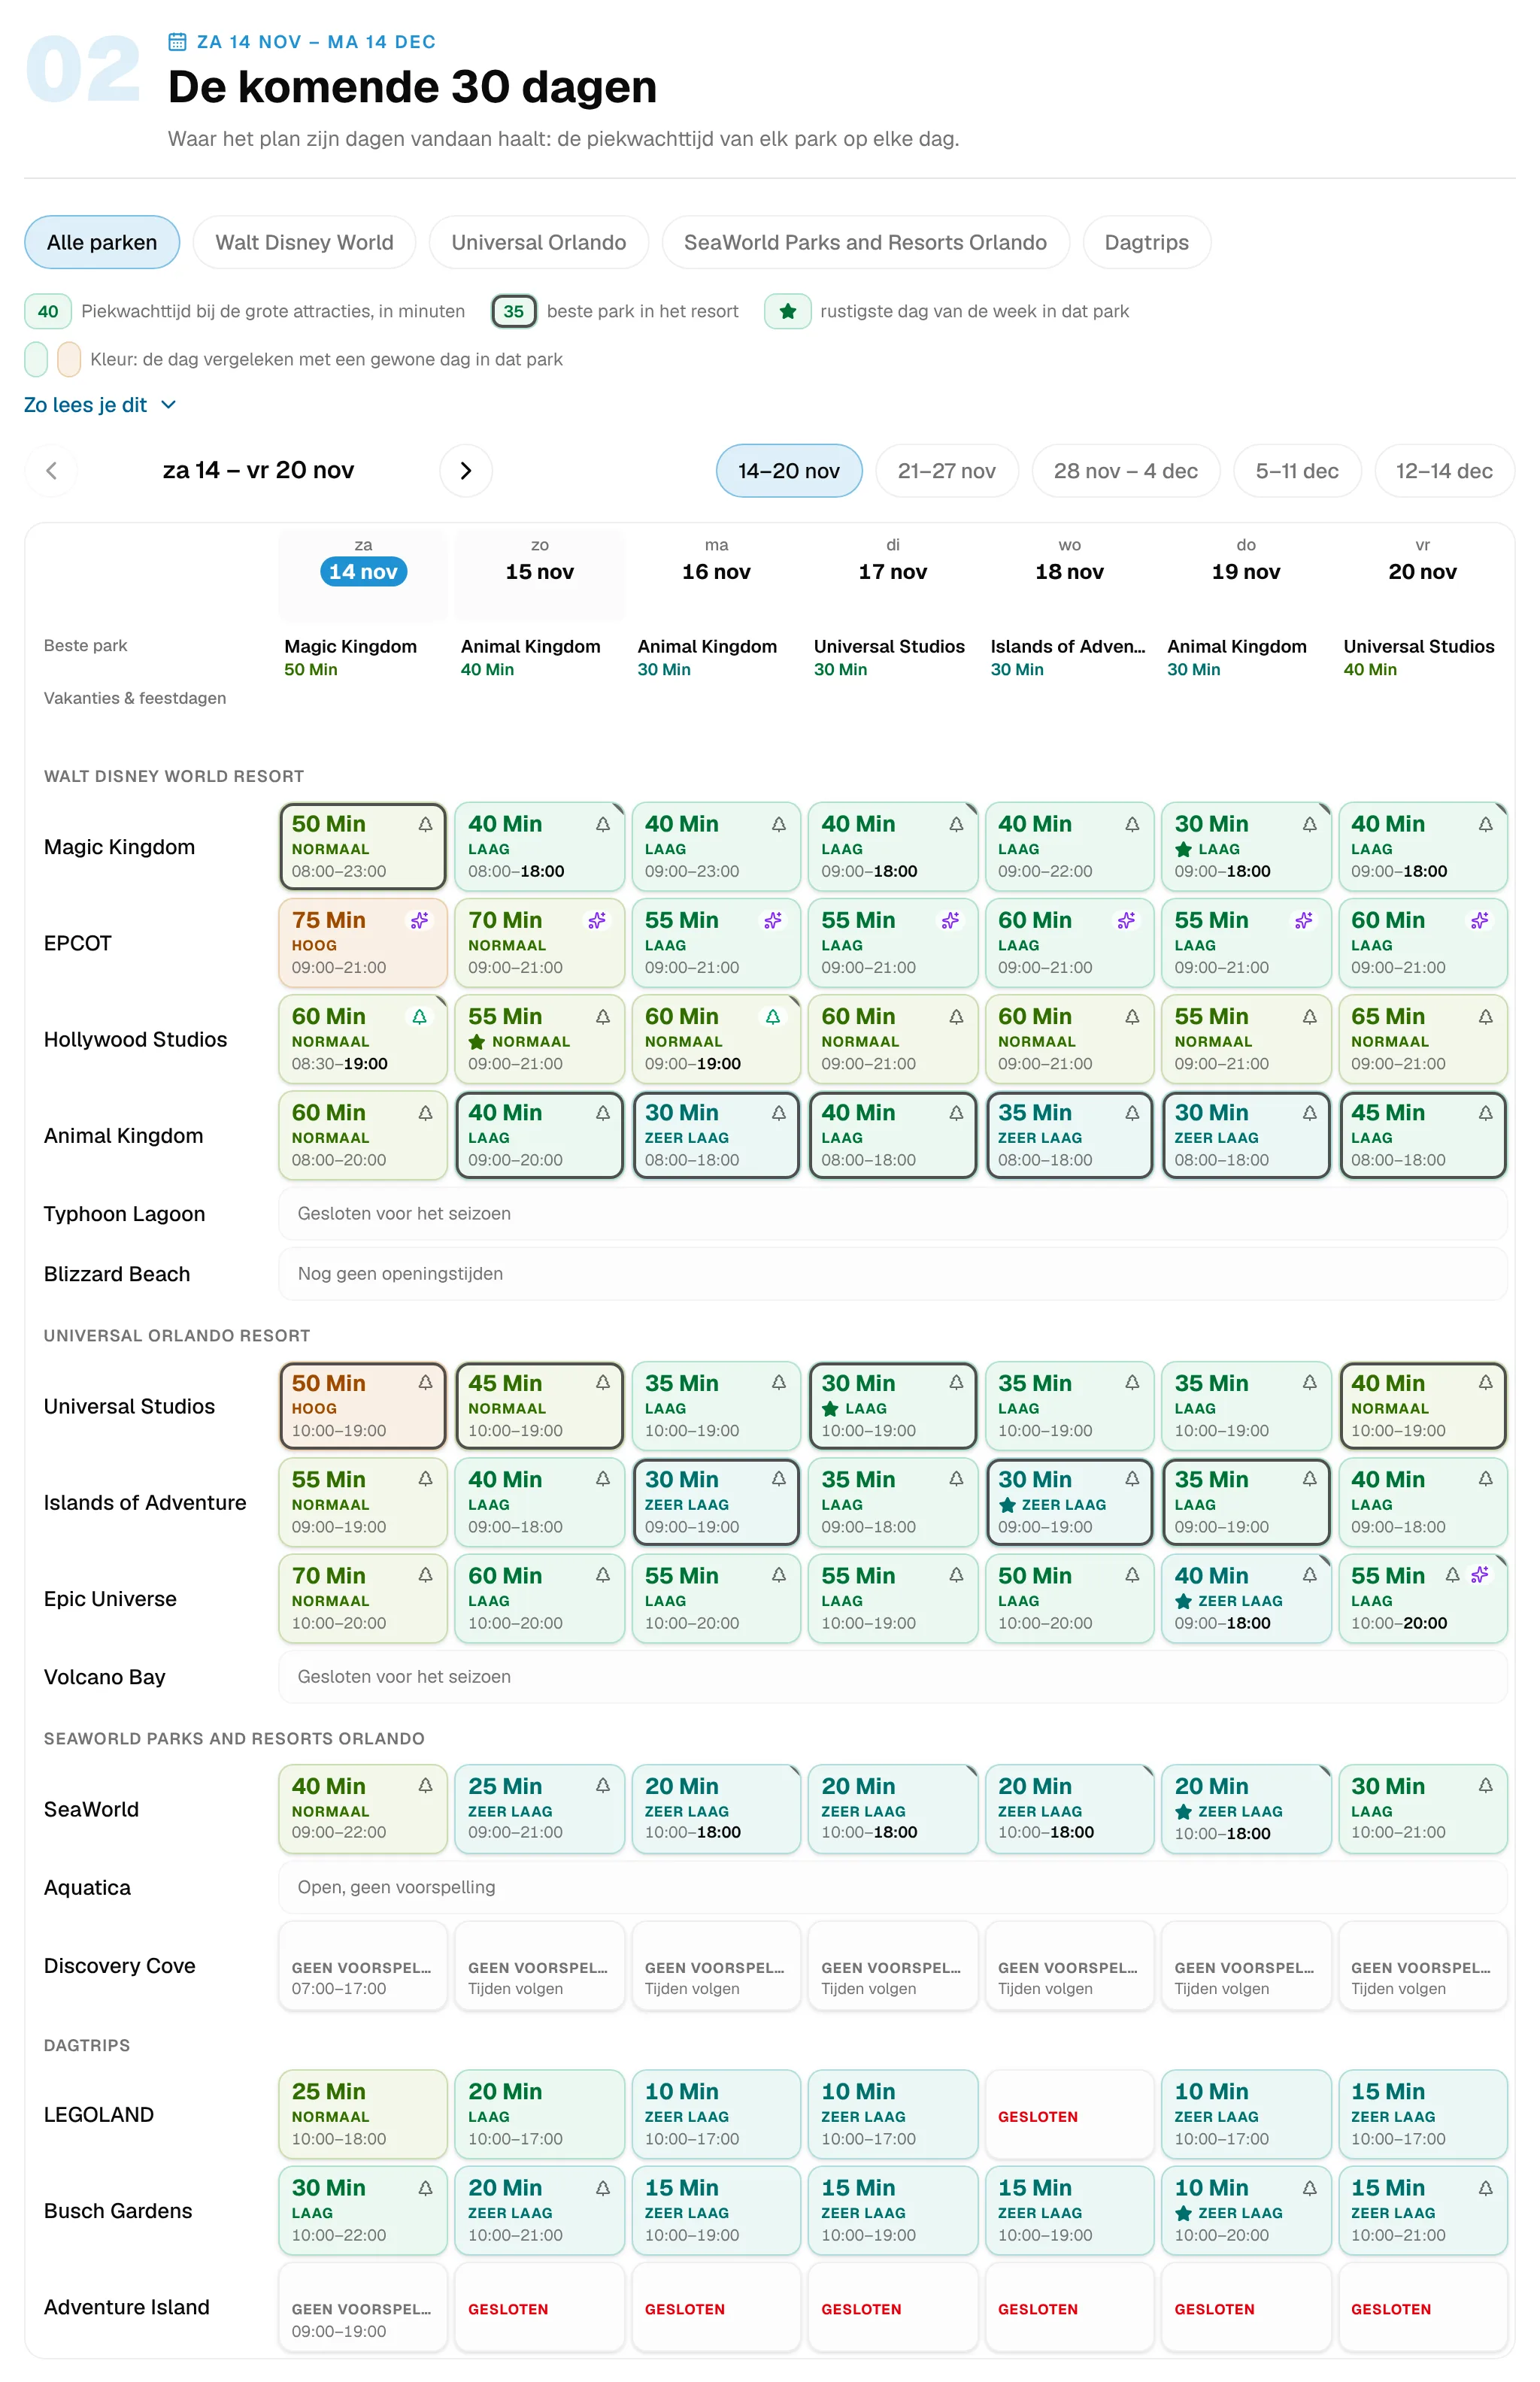 02
ZA 14 NOV – MA 14 DEC
De komende 30 dagen
Waar het plan zijn dagen vandaan haalt: de piekwachttijd van elk park op elke dag.
Alle parken Walt Disney World Universal Orlando SeaWorld Parks and Resorts Orlando Dagtrips
40 Piekwachttijd bij de grote attracties, in minuten 35 beste park in het resort rustigste dag van de week in dat park
Kleur: de dag vergeleken met een gewone dag in dat park
Zo lees je dit
za 14 – vr 20 nov 14–20 nov 21–27 nov 28 nov – 4 dec 5–11 dec 12–14 dec
za zo ma di wo do vr
14 nov 15 nov 16 nov 17 nov 18 nov 19 nov 20 nov
Beste park Magic Kingdom Animal Kingdom Animal Kingdom Universal Studios Islands of Adven... Animal Kingdom Universal Studios
50 Min 40 Min 30 Min 30 Min 30 Min 30 Min 40 Min
Vakanties & feestdagen
WALT DISNEY WORLD RESORT
Magic Kingdom
50 Min 40 Min 40 Min 40 Min 40 Min 30 Min 40 Min
NORMAAL LAAG LAAG LAAG LAAG LAAG LAAG
08:00–23:00 08:00–18:00 09:00–23:00 09:00–18:00 09:00–22:00 09:00–18:00 09:00–18:00
EPCOT
75 Min 70 Min 55 Min 55 Min 60 Min 55 Min 60 Min
HOOG NORMAAL LAAG LAAG LAAG LAAG LAAG
09:00–21:00 09:00–21:00 09:00–21:00 09:00–21:00 09:00–21:00 09:00–21:00 09:00–21:00
Hollywood Studios
60 Min 55 Min 60 Min 60 Min 60 Min 55 Min 65 Min
NORMAAL NORMAAL NORMAAL NORMAAL NORMAAL NORMAAL NORMAAL
08:30–19:00 09:00–21:00 09:00–19:00 09:00–21:00 09:00–21:00 09:00–21:00 09:00–21:00
Animal Kingdom
60 Min 40 Min 30 Min 40 Min 35 Min 30 Min 45 Min
NORMAAL LAAG ZEER LAAG LAAG ZEER LAAG ZEER LAAG LAAG
08:00–20:00 09:00–20:00 08:00–18:00 08:00–18:00 08:00–18:00 08:00–18:00 08:00–18:00
Typhoon Lagoon Gesloten voor het seizoen
Blizzard Beach Nog geen openingstijden
UNIVERSAL ORLANDO RESORT
Universal Studios
50 Min 45 Min 35 Min 30 Min 35 Min 35 Min 40 Min
HOOG NORMAAL LAAG LAAG LAAG LAAG NORMAAL
10:00–19:00 10:00–19:00 10:00–19:00 10:00–19:00 10:00–19:00 10:00–19:00 10:00–19:00
Islands of Adventure
55 Min 40 Min 30 Min 35 Min 30 Min 35 Min 40 Min
NORMAAL LAAG ZEER LAAG LAAG ZEER LAAG LAAG LAAG
09:00–19:00 09:00–18:00 09:00–19:00 09:00–18:00 09:00–19:00 09:00–19:00 09:00–18:00
Epic Universe
70 Min 60 Min 55 Min 55 Min 50 Min 40 Min 55 Min
NORMAAL LAAG LAAG LAAG LAAG ZEER LAAG LAAG
10:00–20:00 10:00–20:00 10:00–20:00 10:00–19:00 10:00–20:00 09:00–18:00 10:00–20:00
Volcano Bay Gesloten voor het seizoen
SEAWORLD PARKS AND RESORTS ORLANDO
SeaWorld
40 Min 25 Min 20 Min 20 Min 20 Min 20 Min 30 Min
NORMAAL ZEER LAAG ZEER LAAG ZEER LAAG ZEER LAAG ZEER LAAG LAAG
09:00–22:00 09:00–21:00 10:00–18:00 10:00–18:00 10:00–18:00 10:00–18:00 10:00–21:00
Aquatica Open, geen voorspelling
Discovery Cove
GEEN VOORSPEL... GEEN VOORSPEL... GEEN VOORSPEL... GEEN VOORSPEL... GEEN VOORSPEL... GEEN VOORSPEL... GEEN VOORSPEL...
07:00–17:00 Tijden volgen Tijden volgen Tijden volgen Tijden volgen Tijden volgen Tijden volgen
DAGTRIPS
LEGOLAND
25 Min 20 Min 10 Min 10 Min GESLOTEN 10 Min 15 Min
NORMAAL LAAG ZEER LAAG ZEER LAAG ZEER LAAG ZEER LAAG
10:00–18:00 10:00–17:00 10:00–17:00 10:00–17:00 10:00–17:00 10:00–17:00
Busch Gardens
30 Min 20 Min 15 Min 15 Min 15 Min 10 Min 15 Min
LAAG ZEER LAAG ZEER LAAG ZEER LAAG ZEER LAAG ZEER LAAG ZEER LAAG
10:00–22:00 10:00–21:00 10:00–19:00 10:00–19:00 10:00–19:00 10:00–20:00 10:00–21:00
Adventure Island
GEEN VOORSPEL... GESLOTEN GESLOTEN GESLOTEN GESLOTEN GESLOTEN GESLOTEN
09:00–19:00